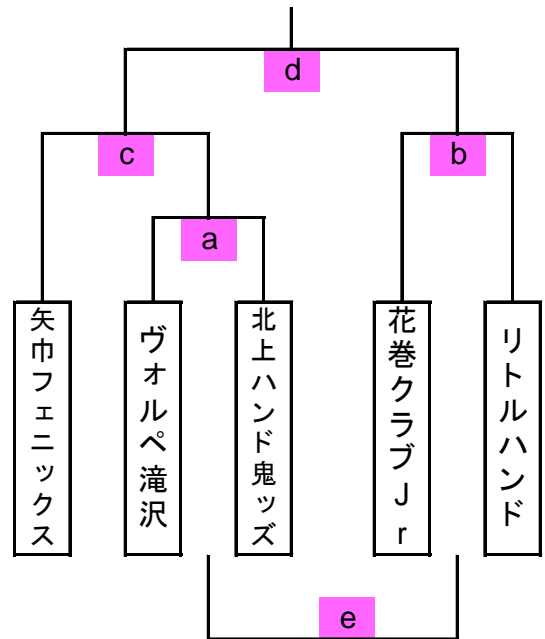 d
c
b
a
矢巾フェニックス
ヴォルペ滝沢
北上ハンド鬼ッズ
花巻クラブJr
リトルハンド
e